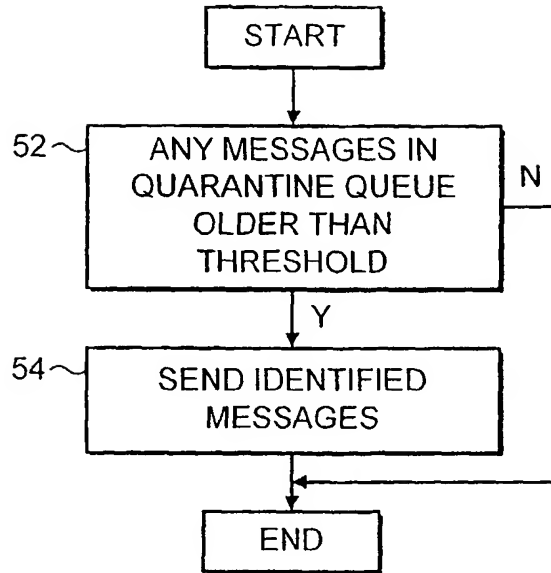 START
52
ANY MESSAGES IN
QUARANTINE QUEUE
OLDER THAN
THRESHOLD
N
Y
54
SEND IDENTIFIED
MESSAGES
END